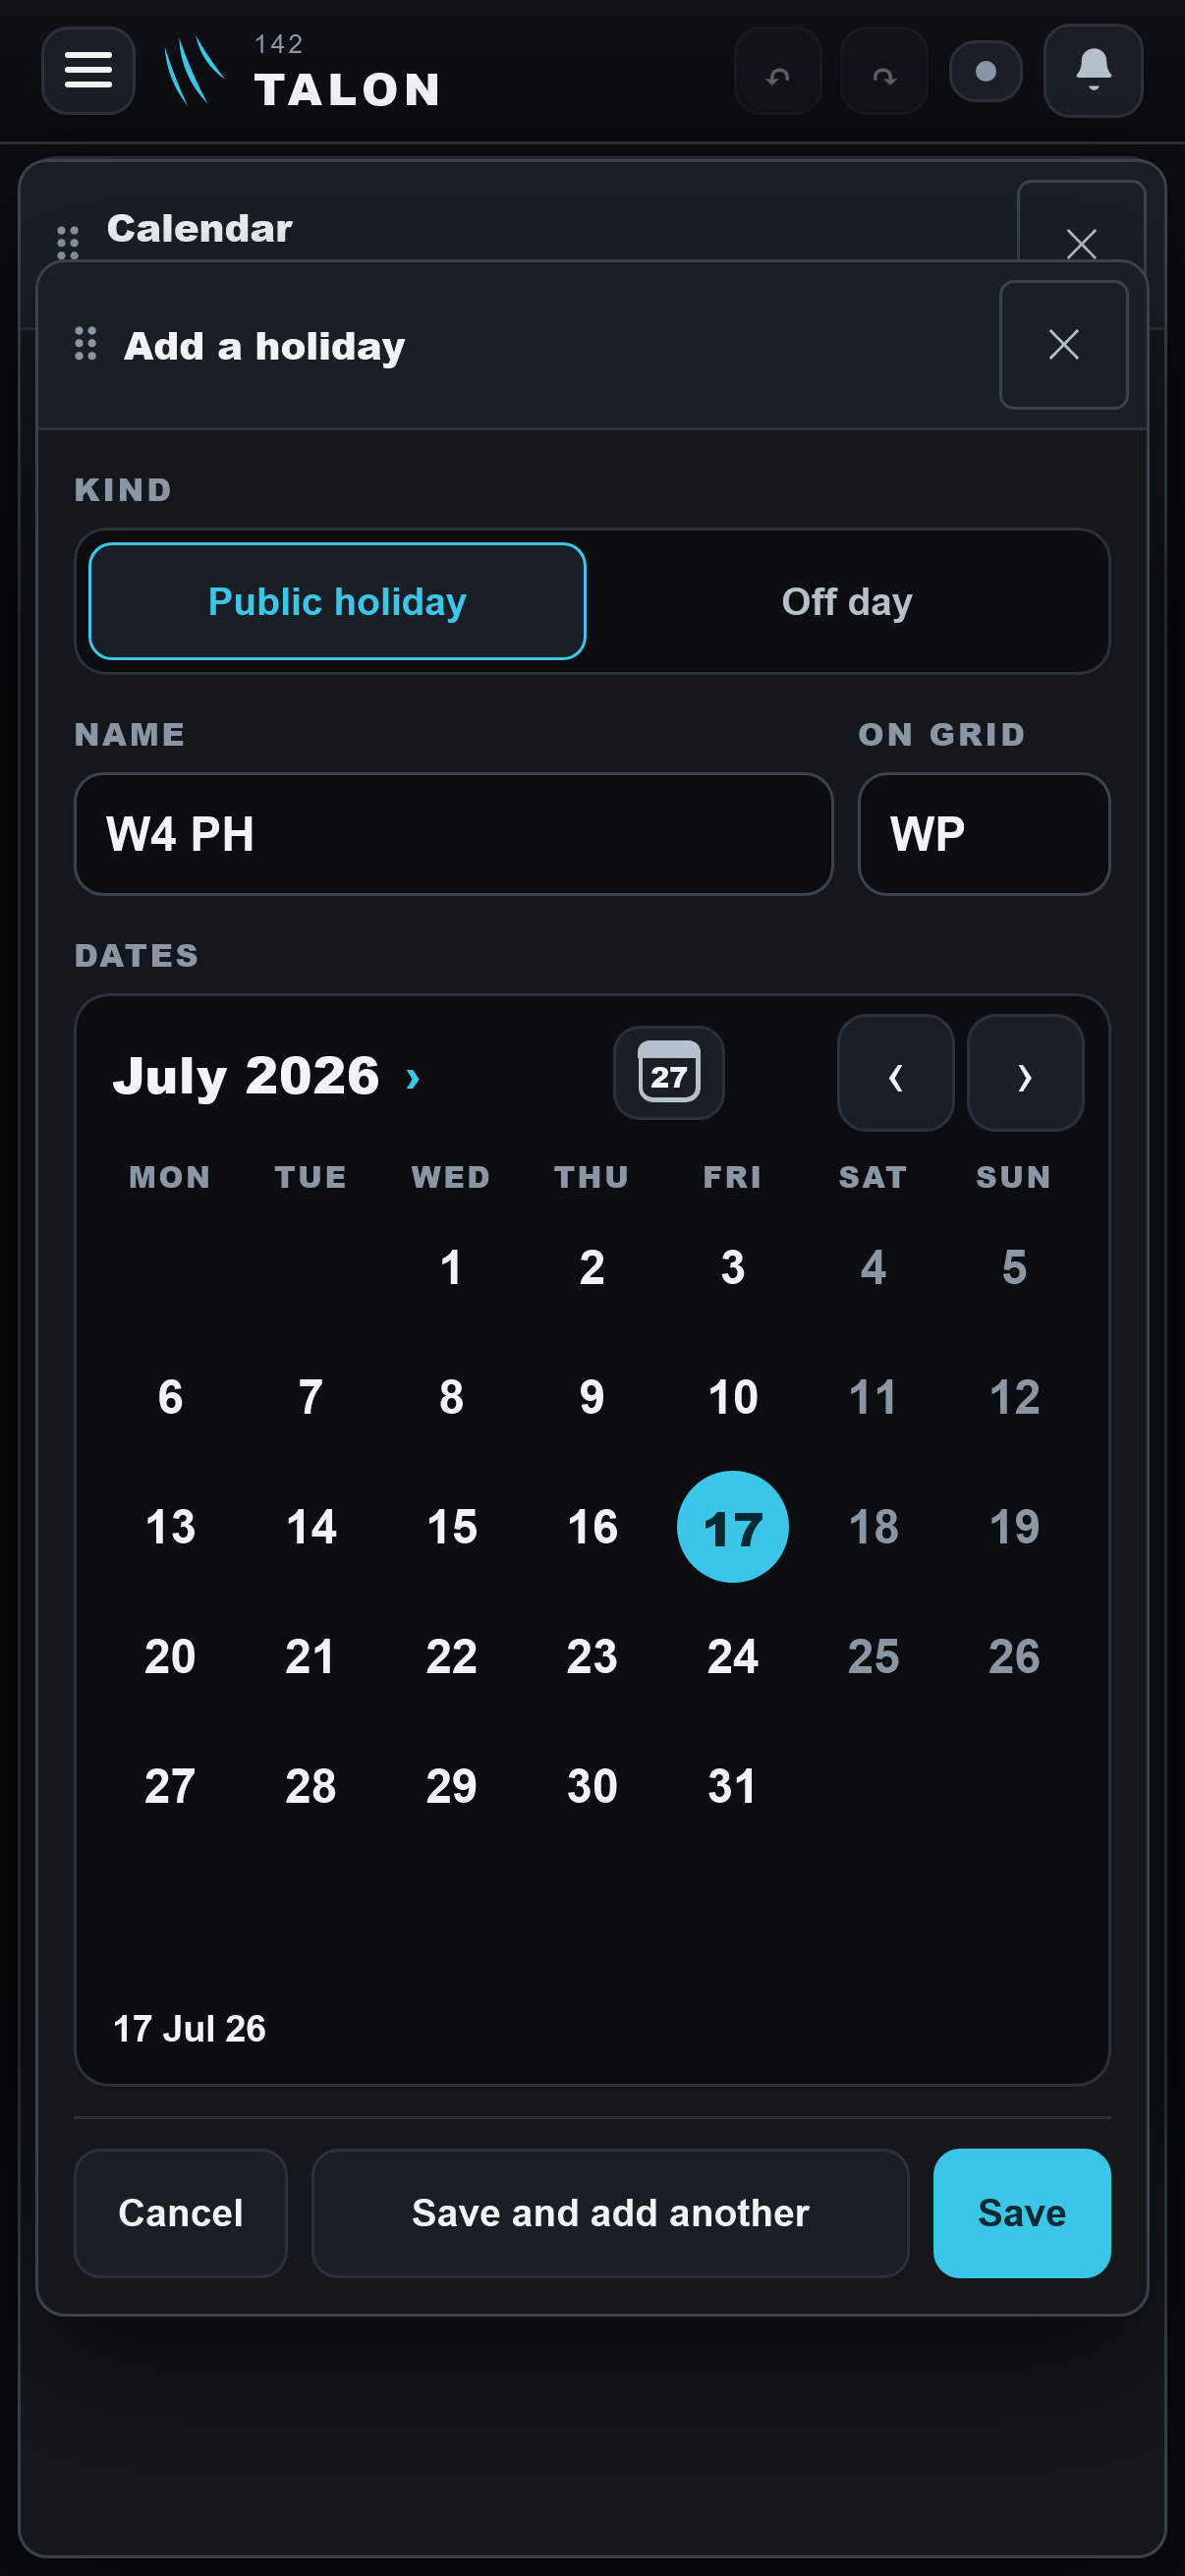 142
TALON
Calendar
Add a holiday
KIND
Public holiday Off day
NAME ON GRID
W4 PH WP
DATES
July 2026 › 27 ‹ ›
MON TUE WED THU FRI SAT SUN
1 2 3 4 5
6 7 8 9 10 11 12
13 14 15 16 17 18 19
20 21 22 23 24 25 26
27 28 29 30 31
17 Jul 26
Cancel Save and add another Save